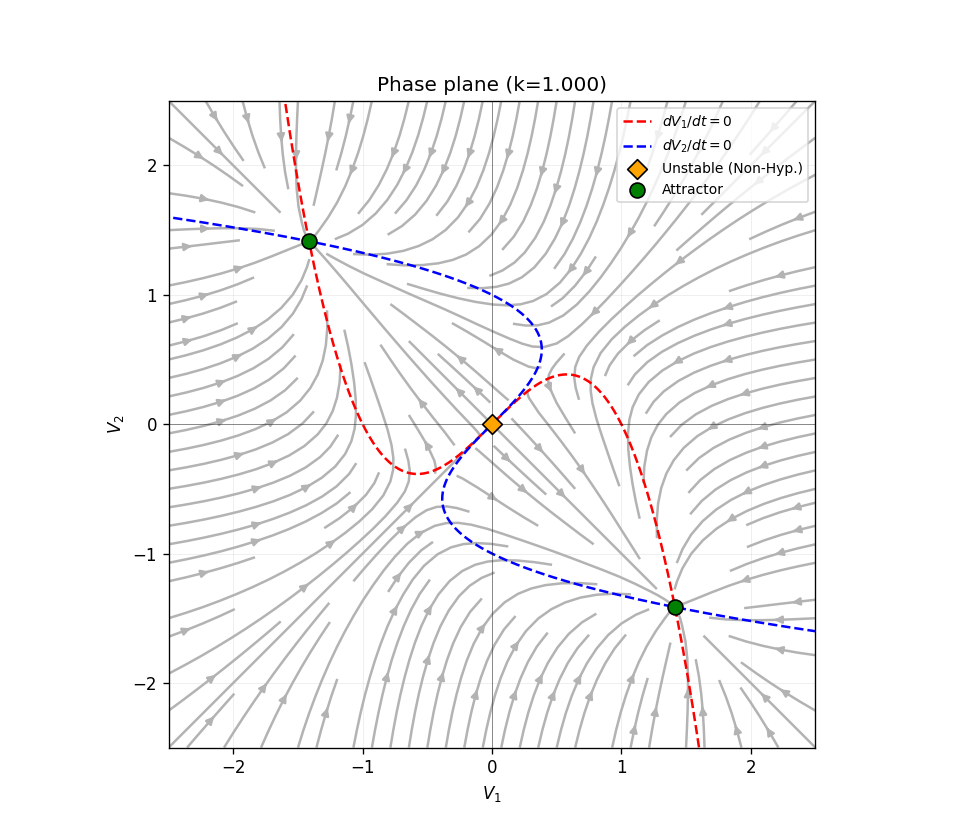 Phase plane (k=1.000)
dV₁/dt = 0
dV₂/dt = 0
Unstable (Non-Hyp.)
Attractor
2
1
0
−1
−2
V₂
−2 −1 0 1 2
V₁